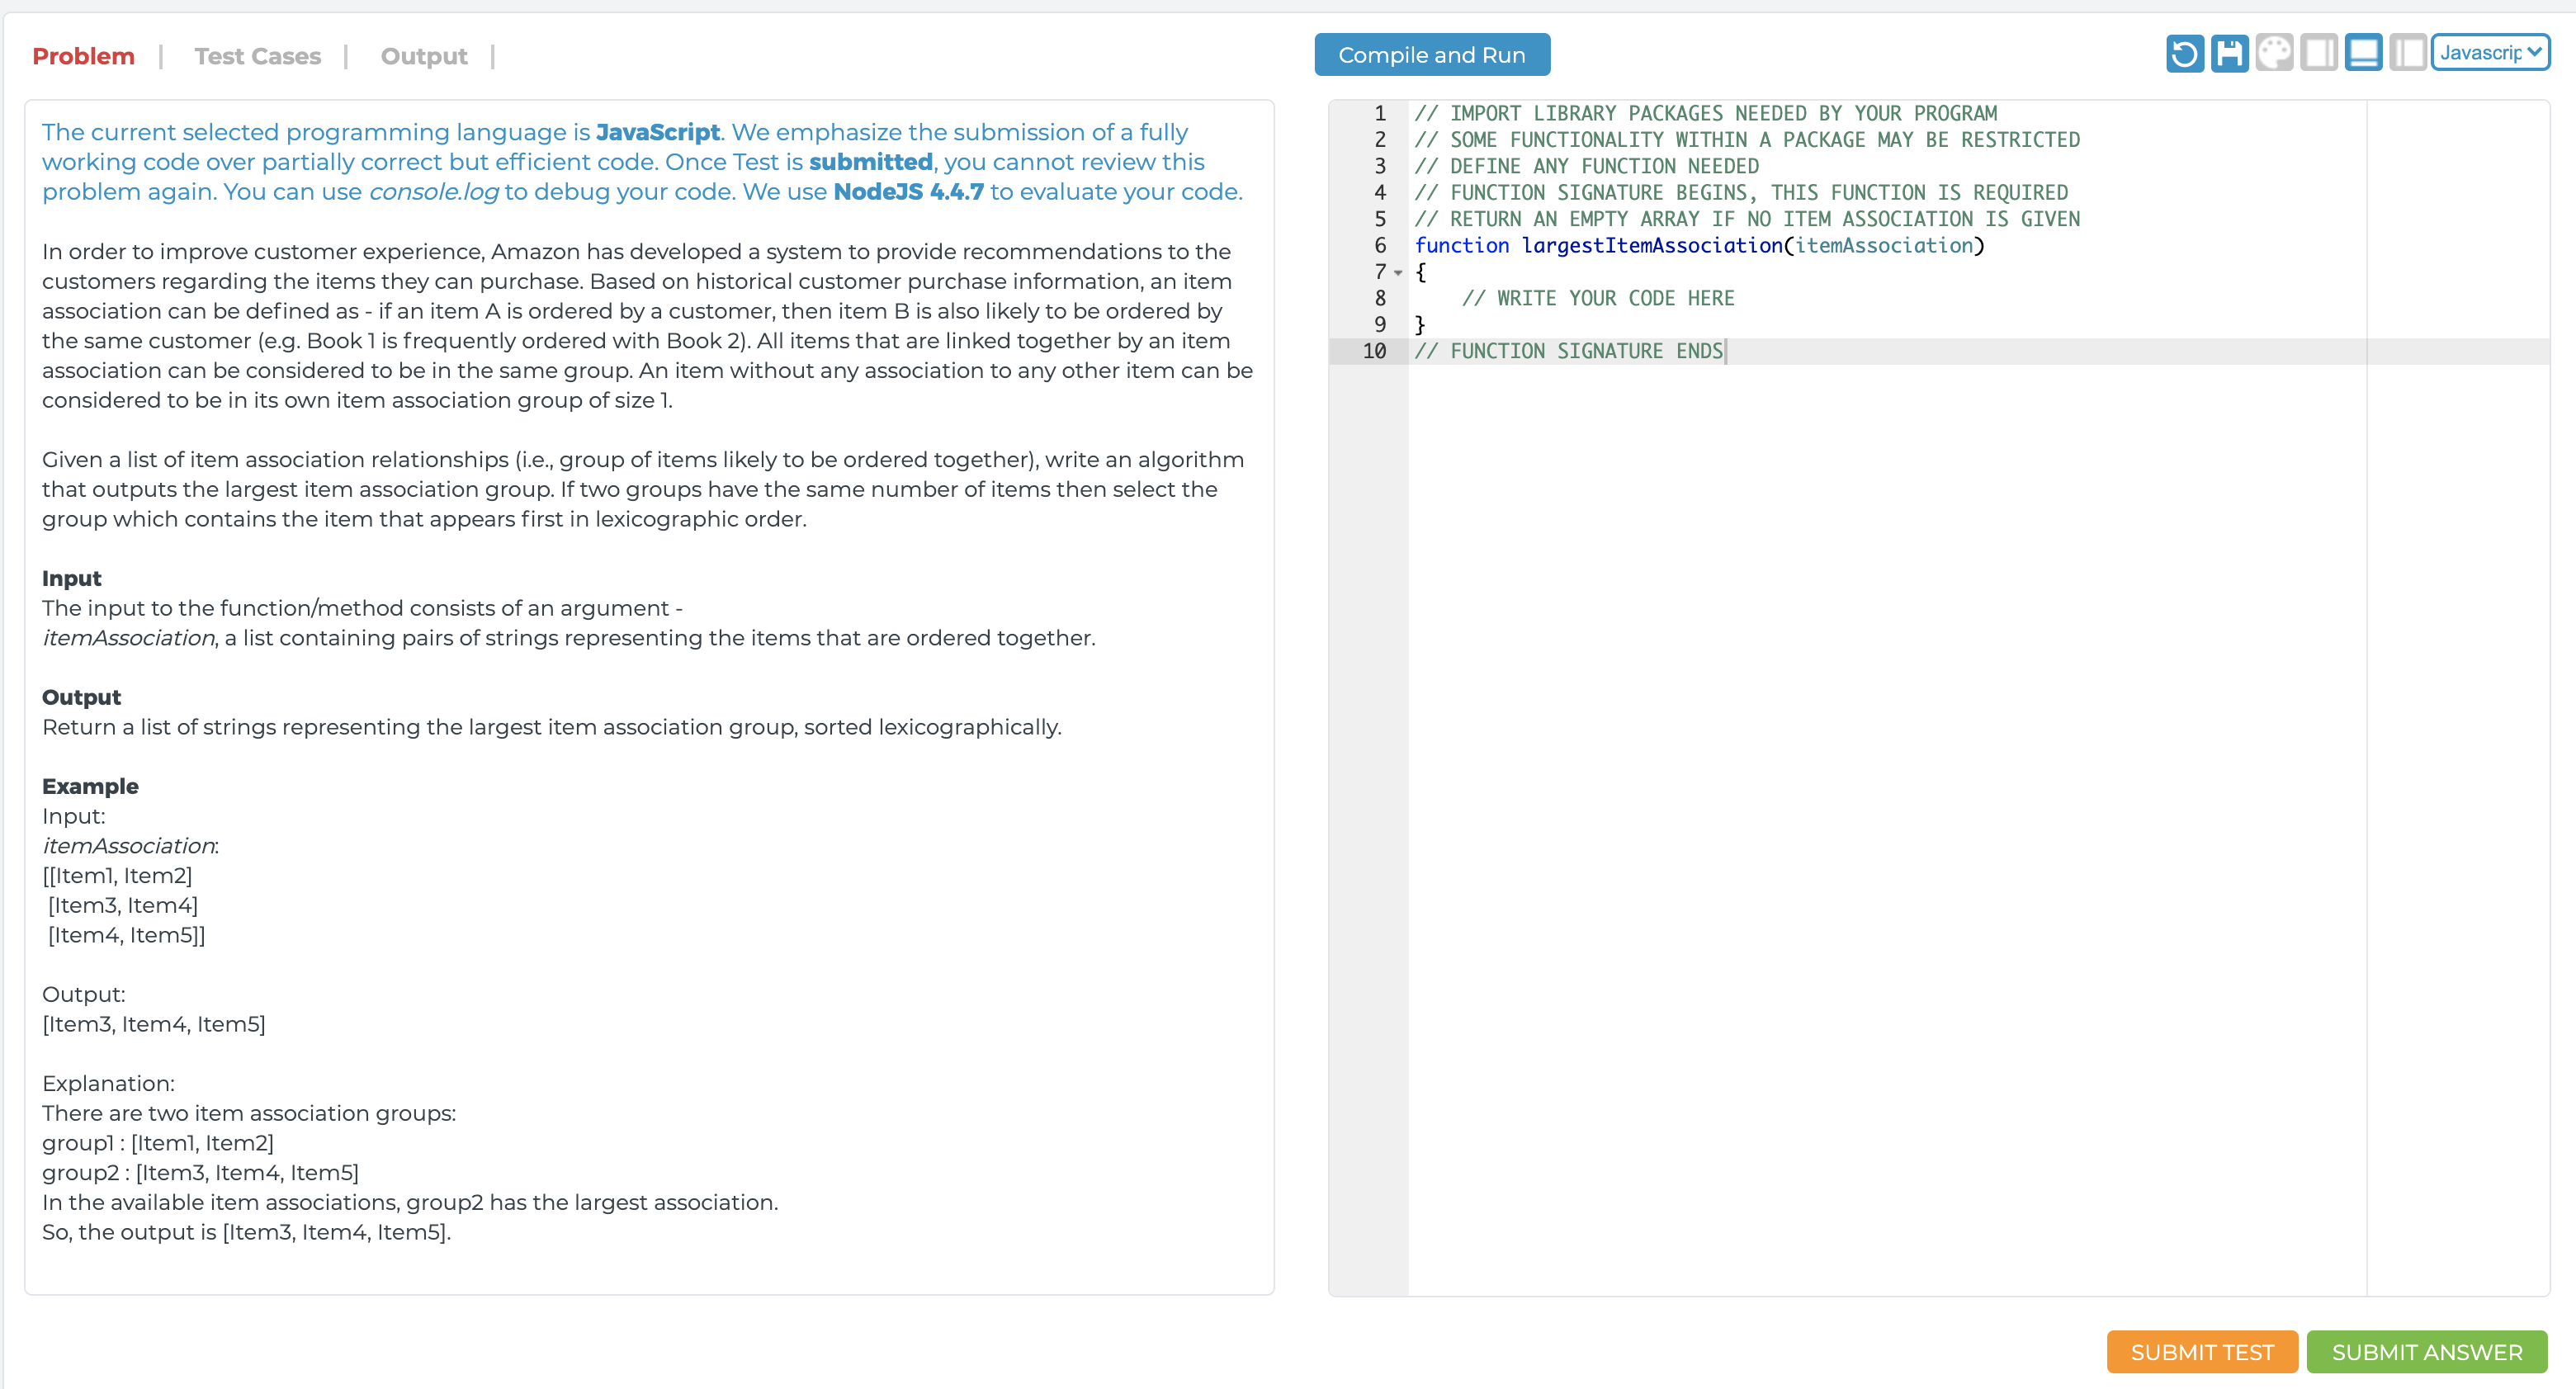 Problem | Test Cases | Output |
Compile and Run
Javascrip
The current selected programming language is JavaScript. We emphasize the submission of a fully
working code over partially correct but efficient code. Once Test is submitted, you cannot review this
problem again. You can use console.log to debug your code. We use NodeJS 4.4.7 to evaluate your code.
In order to improve customer experience, Amazon has developed a system to provide recommendations to the
customers regarding the items they can purchase. Based on historical customer purchase information, an item
association can be defined as - if an item A is ordered by a customer, then item B is also likely to be ordered by
the same customer (e.g. Book 1 is frequently ordered with Book 2). All items that are linked together by an item
association can be considered to be in the same group. An item without any association to any other item can be
considered to be in its own item association group of size 1.
Given a list of item association relationships (i.e., group of items likely to be ordered together), write an algorithm
that outputs the largest item association group. If two groups have the same number of items then select the
group which contains the item that appears first in lexicographic order.
Input
The input to the function/method consists of an argument -
itemAssociation, a list containing pairs of strings representing the items that are ordered together.
Output
Return a list of strings representing the largest item association group, sorted lexicographically.
Example
Input:
itemAssociation:
[[Item1, Item2]
[Item3, Item4]
[Item4, Item5]]
Output:
[Item3, Item4, Item5]
Explanation:
There are two item association groups:
group1 : [Item1, Item2]
group2 : [Item3, Item4, Item5]
In the available item associations, group2 has the largest association.
So, the output is [Item3, Item4, Item5].
1 // IMPORT LIBRARY PACKAGES NEEDED BY YOUR PROGRAM
2 // SOME FUNCTIONALITY WITHIN A PACKAGE MAY BE RESTRICTED
3 // DEFINE ANY FUNCTION NEEDED
4 // FUNCTION SIGNATURE BEGINS, THIS FUNCTION IS REQUIRED
5 // RETURN AN EMPTY ARRAY IF NO ITEM ASSOCIATION IS GIVEN
6 function largestItemAssociation(itemAssociation)
7 {
8 // WRITE YOUR CODE HERE
9 }
10 // FUNCTION SIGNATURE ENDS
SUBMIT TEST
SUBMIT ANSWER